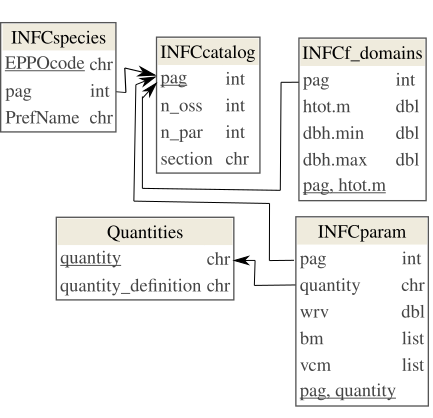 INFCspecies
EPPOcode chr
pag int
PrefName chr
INFCcatalog
pag int
n_oss int
n_par int
section chr
INFCf_domains
pag int
htot.m dbl
dbh.min dbl
dbh.max dbl
pag, htot.m
Quantities
quantity chr
quantity_definition chr
INFCparam
pag int
quantity chr
wrv dbl
bm list
vcm list
pag, quantity